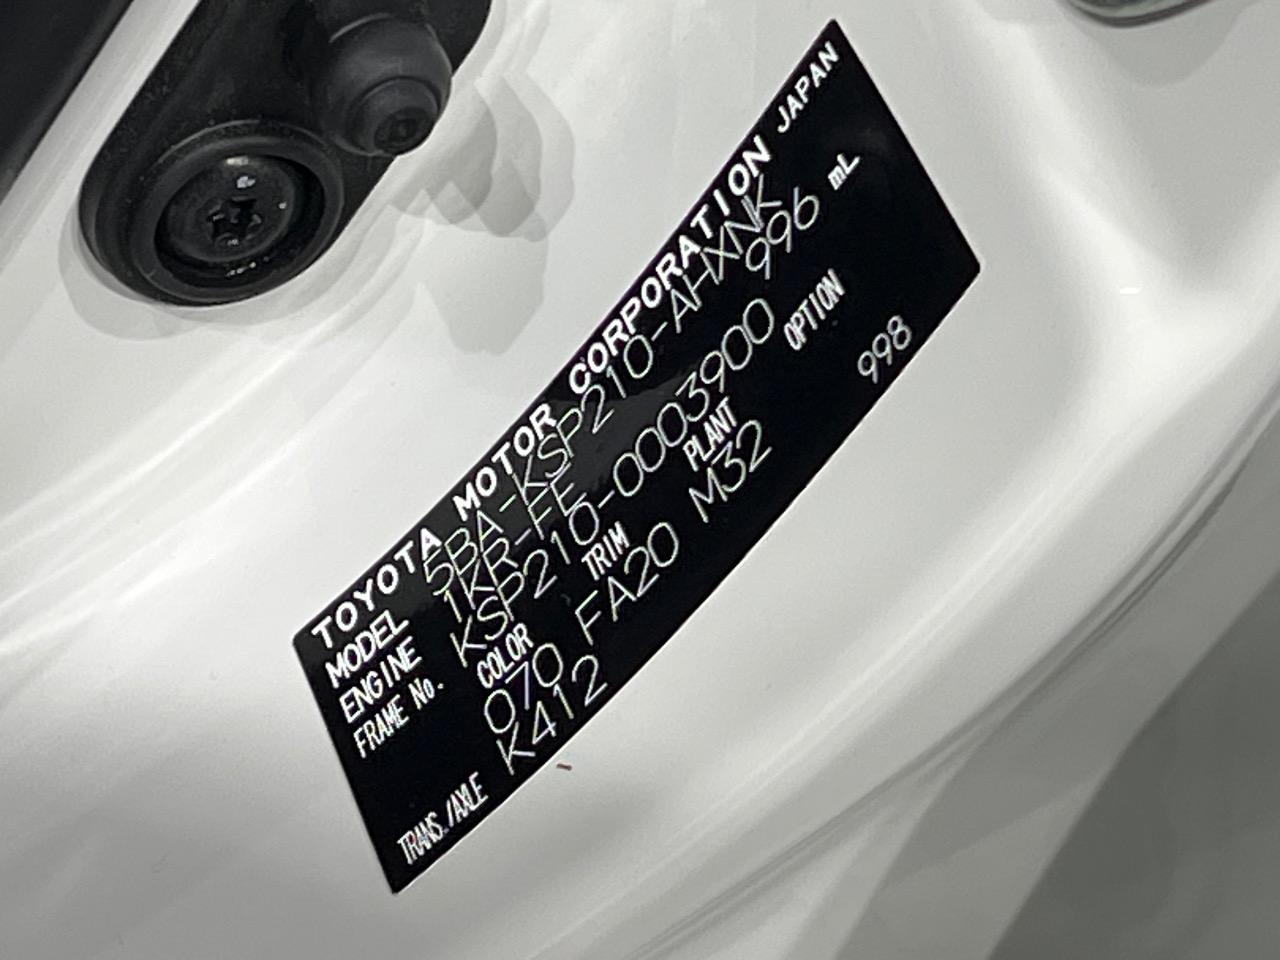 TOYOTA MOTOR CORPORATION JAPAN
MODEL 5BA-KSP210-AHXNK
ENGINE 1KR-FE 996 mL
FRAME No. KSP210-0003900
COLOR TRIM PLANT OPTION
070 FA20 M32 998
TRANS./AXLE K412